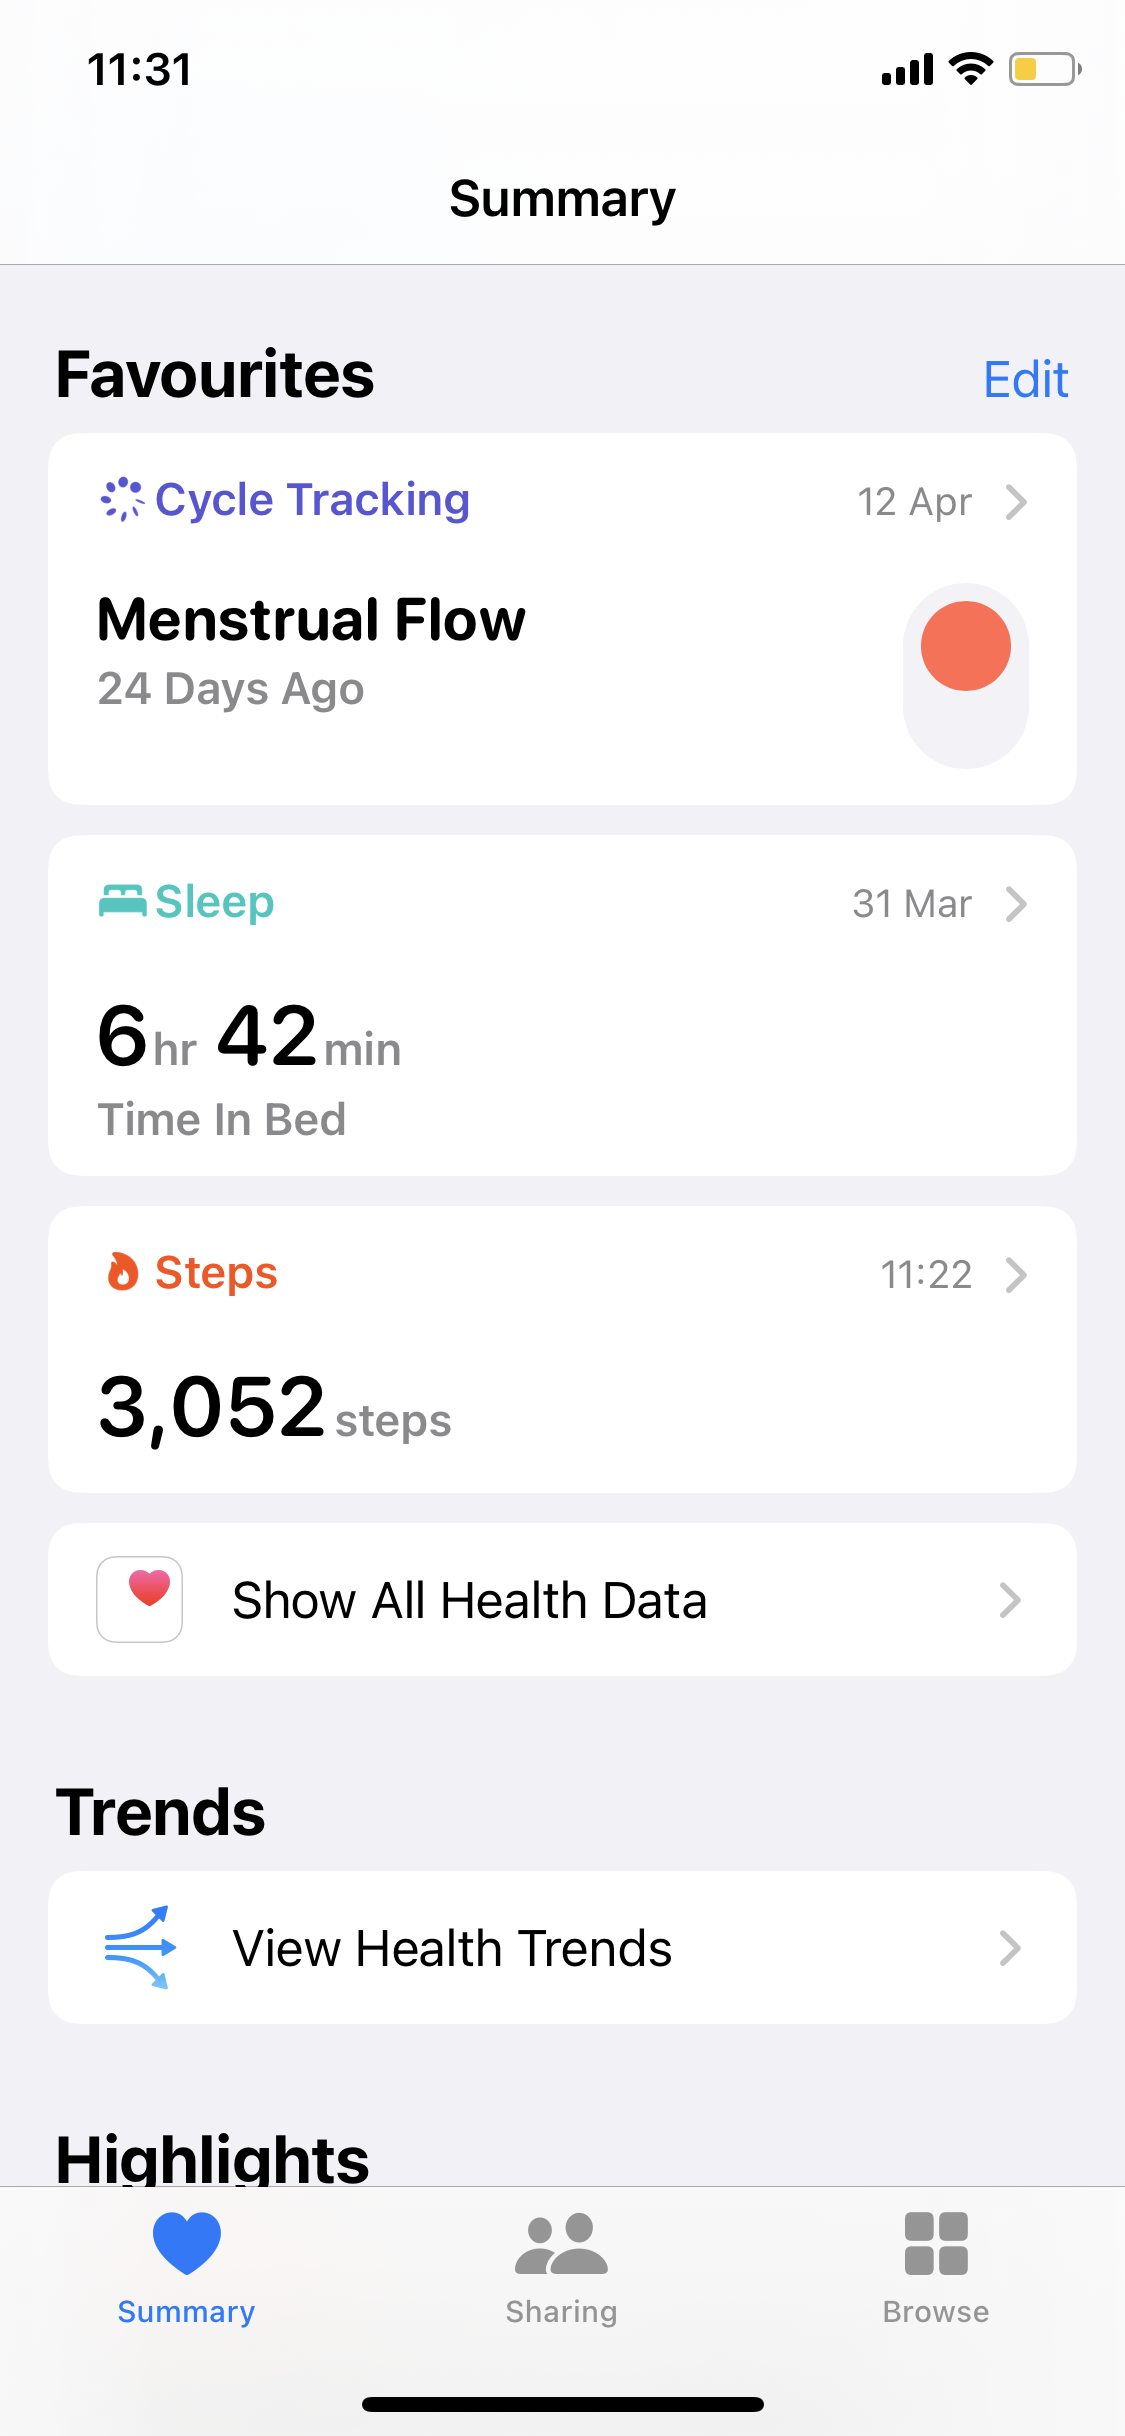 11:31
Summary
Favourites
Edit
Cycle Tracking
12 Apr
Menstrual Flow
24 Days Ago
Sleep
31 Mar
6 hr 42 min
Time In Bed
Steps
11:22
3,052 steps
Show All Health Data
Trends
View Health Trends
Highlights
Summary
Sharing
Browse